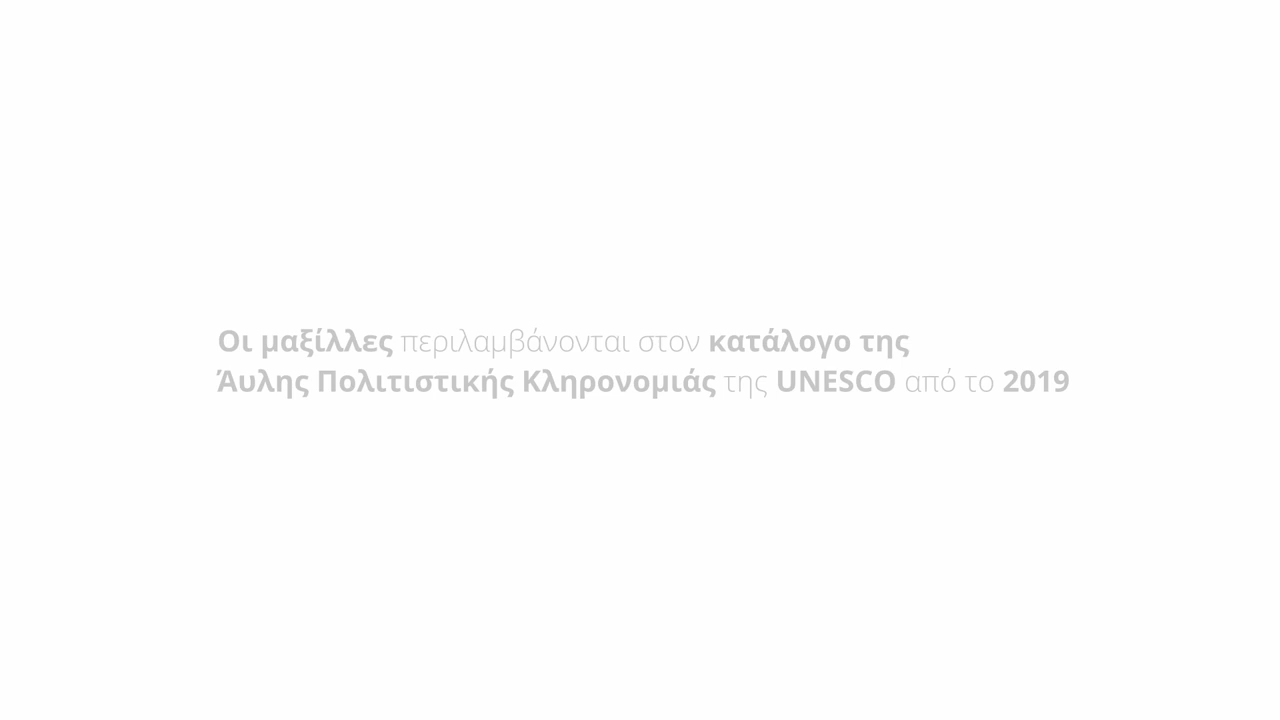 Οι μαξίλλες περιλαμβάνονται στον κατάλογο της
Άυλης Πολιτιστικής Κληρονομιάς της UNESCO από το 2019